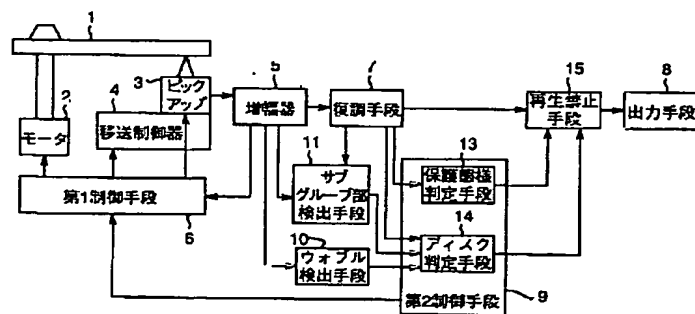 1
5
7
15
8
3
ピックアップ
4
増幅器
復調手段
再生禁止手段
出力手段
2
移送制御器
モータ
11
13
サブグループ部検出手段
保護態様判定手段
第1制御手段
14
6
10
ディスク判定手段
ウォブル検出手段
第2制御手段
9